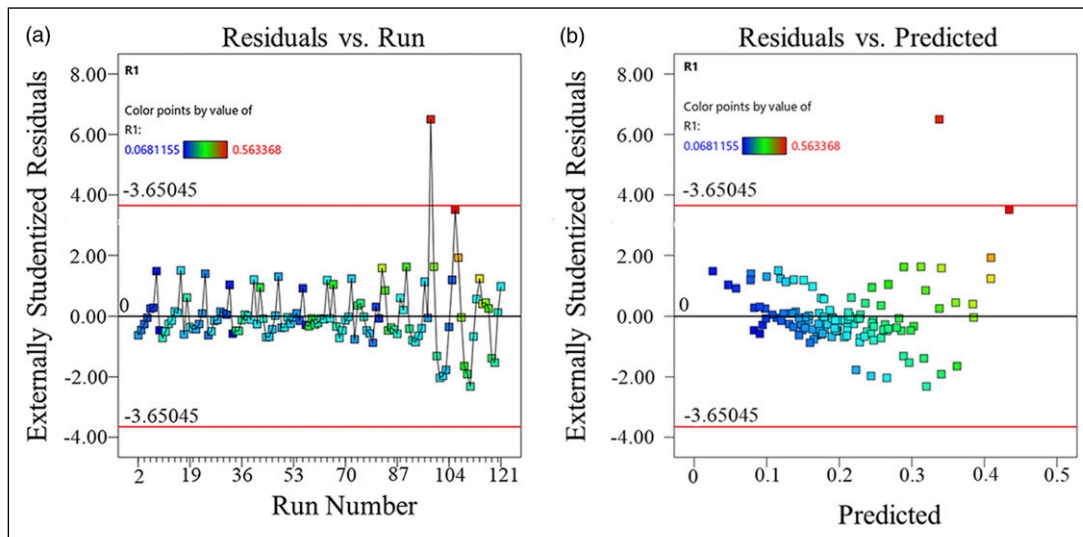 (a)
Residuals vs. Run
Externally Studentized Residuals
8.00
6.00
4.00
2.00
0.00
-2.00
-4.00
R1
Color points by value of
R1:
0.0681155
0.563368
-3.65045
0
-3.65045
2 19 36 53 70 87 104 121
Run Number
(b)
Residuals vs. Predicted
Externally Studentized Residuals
8.00
6.00
4.00
2.00
0.00
-2.00
-4.00
R1
Color points by value of
R1:
0.0681155
0.563368
-3.65045
0
-3.65045
0 0.1 0.2 0.3 0.4 0.5
Predicted